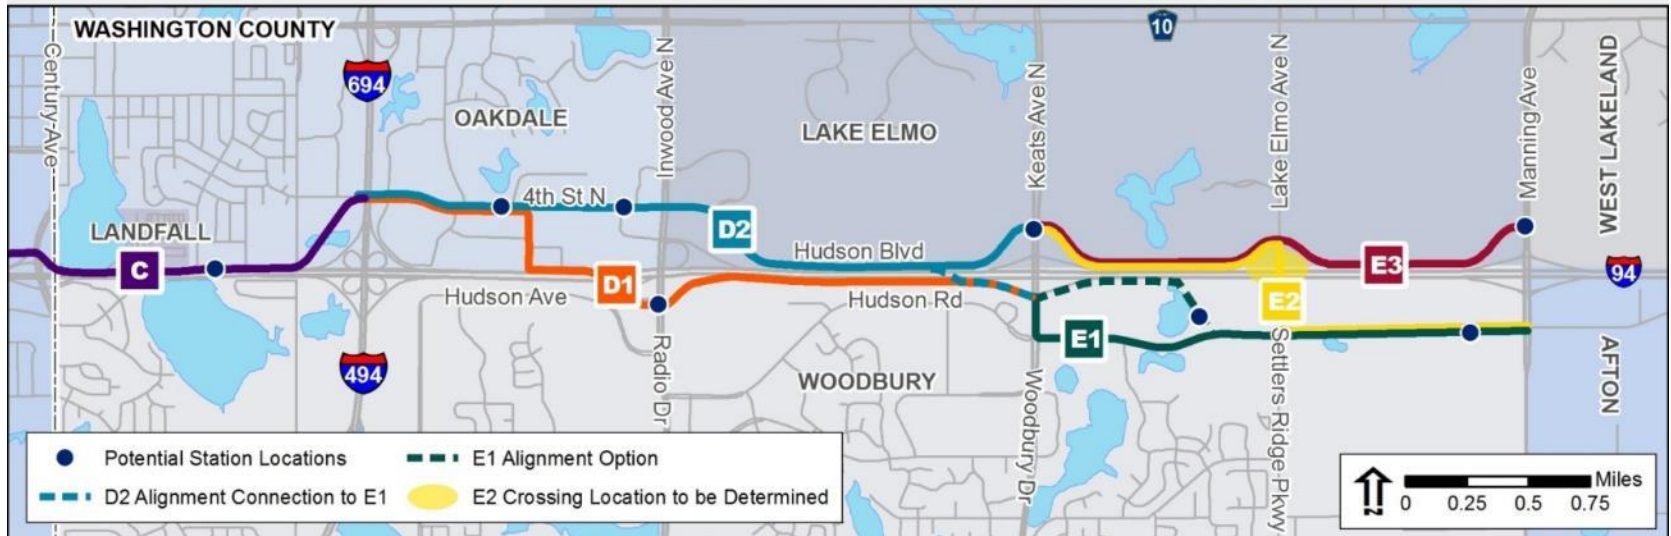 WASHINGTON COUNTY
10
Century Ave
694
Inwood Ave N
Keats Ave N
Lake Elmo Ave N
Manning Ave
WEST LAKELAND
OAKDALE
LAKE ELMO
4th St N
LANDFALL
D2
Hudson Blvd
C
D1
E3
94
Hudson Ave
Hudson Rd
E2
E1
494
Radio Dr
WOODBURY
Woodbury Dr
Settlers Ridge Pkwy
AFTON
Potential Station Locations
E1 Alignment Option
D2 Alignment Connection to E1
E2 Crossing Location to be Determined
N
Miles
0 0.25 0.5 0.75